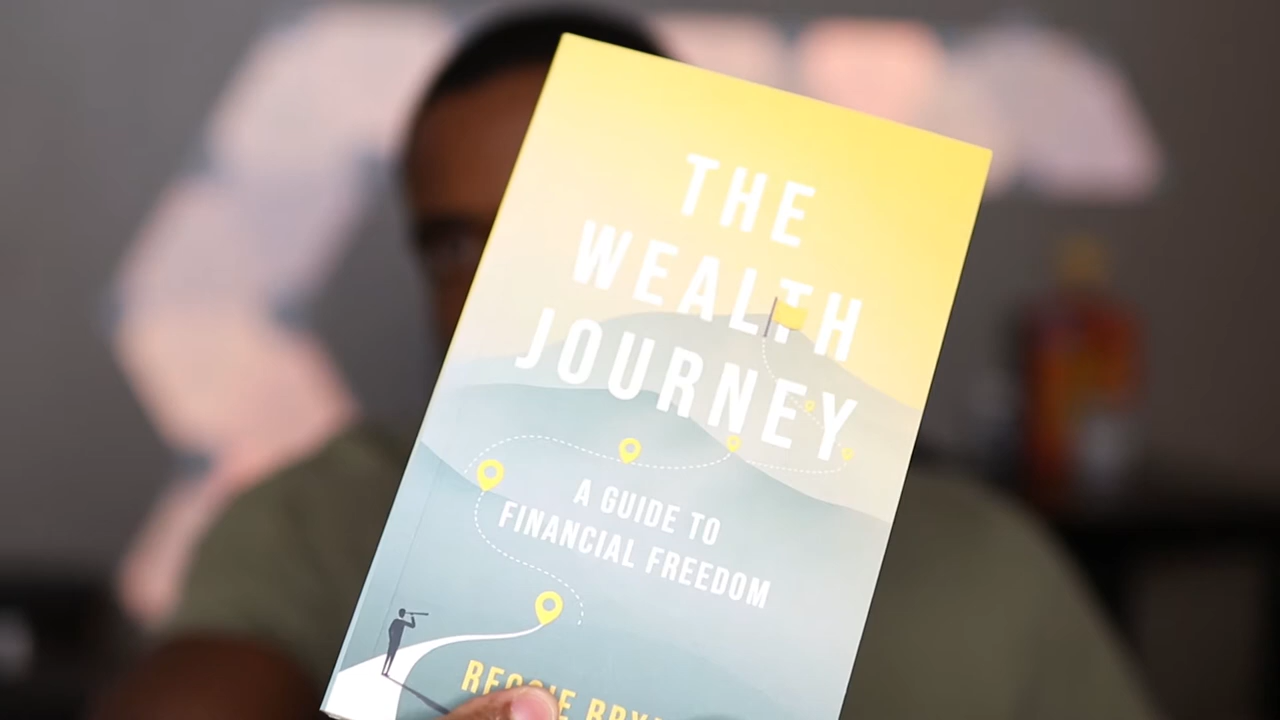 THE
WEALTH
JOURNEY
A GUIDE TO
FINANCIAL FREEDOM